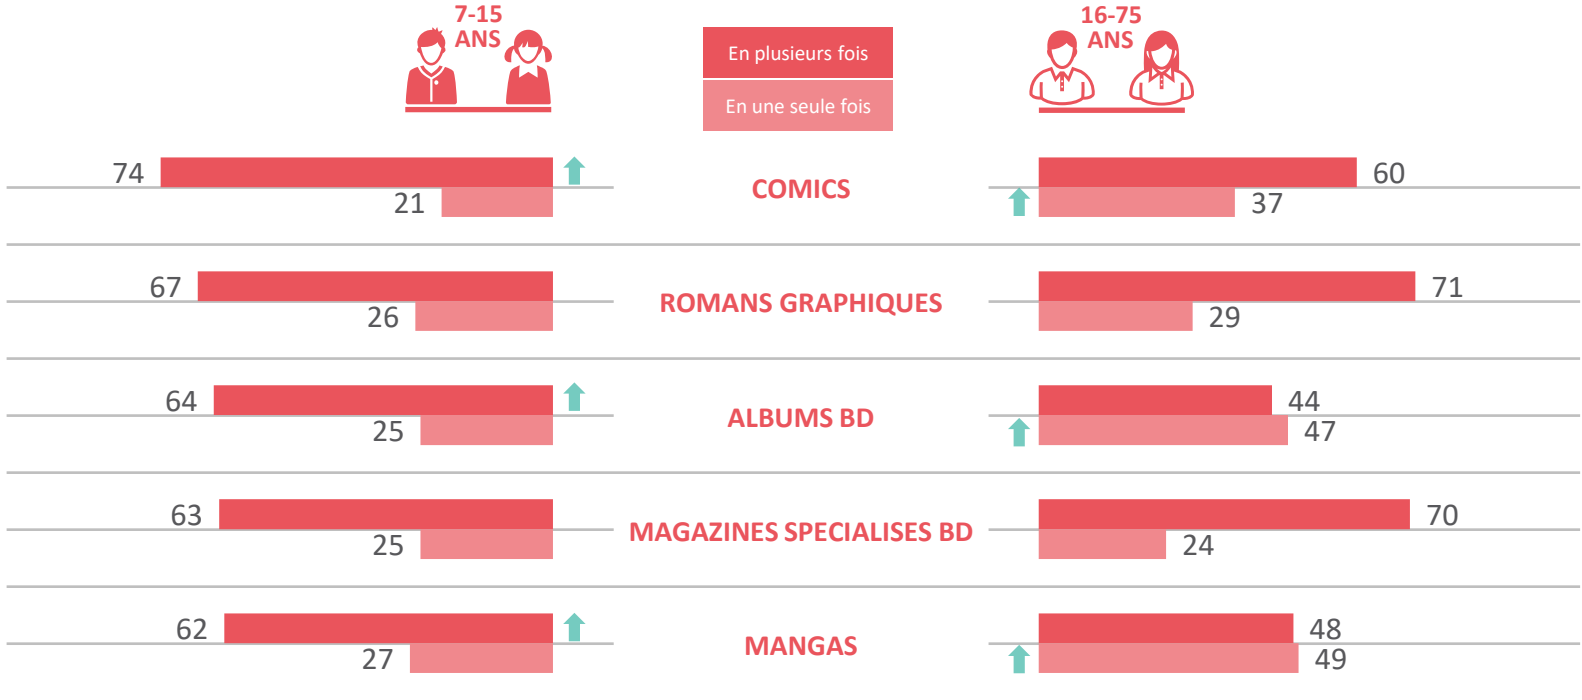 7-15
ANS
16-75
ANS
En plusieurs fois
En une seule fois
74
21
COMICS
60
37
67
26
ROMANS GRAPHIQUES
71
29
64
25
ALBUMS BD
44
47
63
25
MAGAZINES SPECIALISES BD
70
24
62
27
MANGAS
48
49